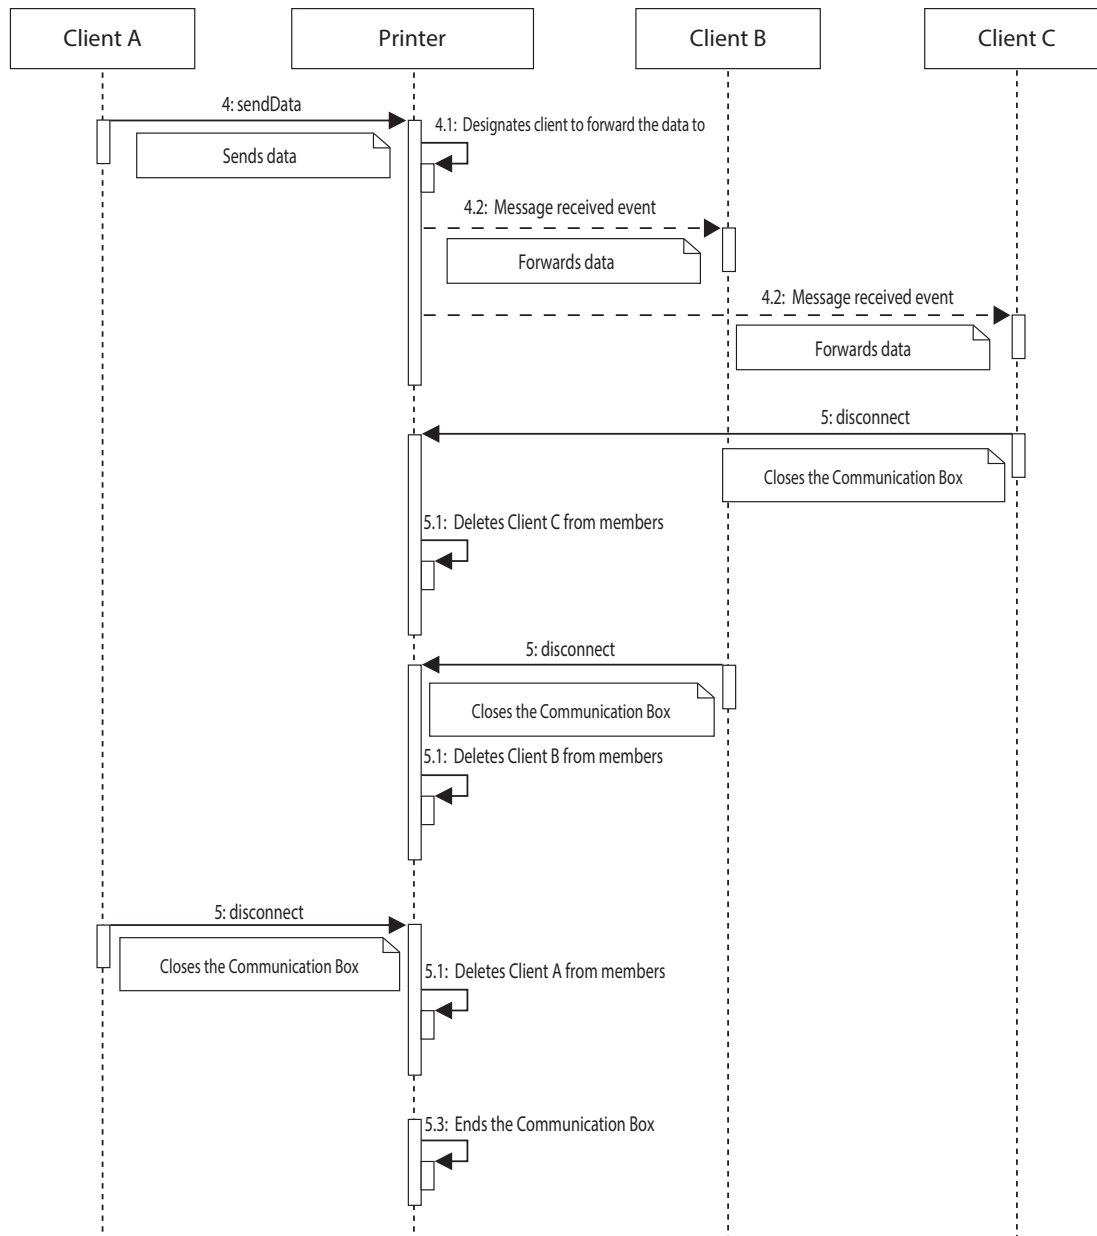 Client A
Printer
Client B
Client C
4: sendData
4.1: Designates client to forward the data to
Sends data
4.2: Message received event
Forwards data
4.2: Message received event
Forwards data
5: disconnect
Closes the Communication Box
5.1: Deletes Client C from members
5: disconnect
Closes the Communication Box
5.1: Deletes Client B from members
5: disconnect
Closes the Communication Box
5.1: Deletes Client A from members
5.3: Ends the Communication Box